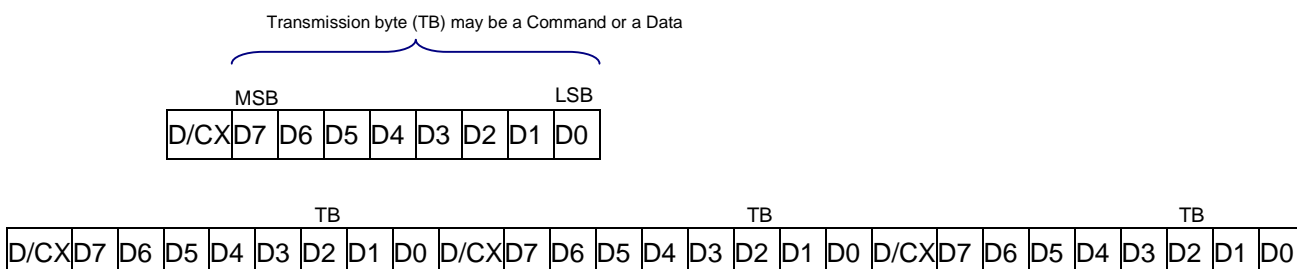 Transmission byte (TB) may be a Command or a Data
MSB LSB
D/CX D7 D6 D5 D4 D3 D2 D1 D0
TB TB TB
D/CX D7 D6 D5 D4 D3 D2 D1 D0 D/CX D7 D6 D5 D4 D3 D2 D1 D0 D/CX D7 D6 D5 D4 D3 D2 D1 D0